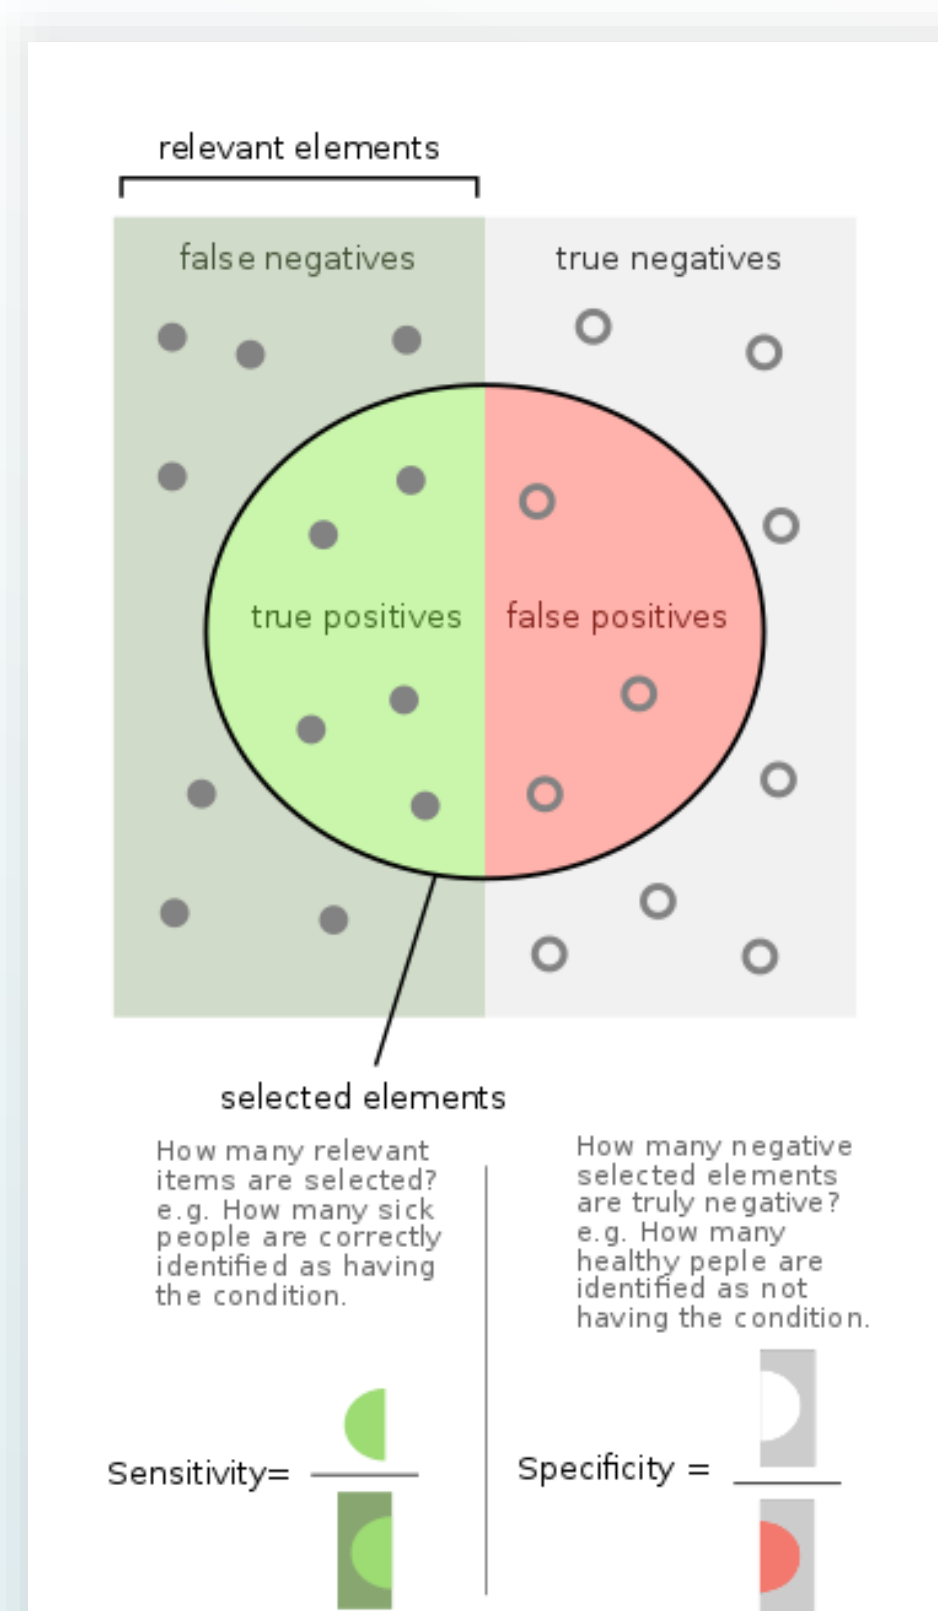 relevant elements
false negatives
true negatives
true positives
false positives
selected elements
How many relevant
items are selected?
e.g. How many sick
people are correctly
identified as having
the condition.
How many negative
selected elements
are truly negative?
e.g. How many
healthy peple are
identified as not
having the condition.
Sensitivity=
Specificity =